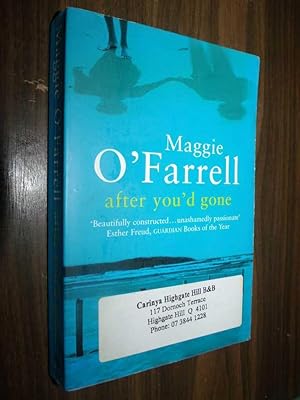 Maggie O'Farrell
Maggie
O'Farrell
after you'd gone
'Beautifully constructed...unashamedly passionate'
Esther Freud, GUARDIAN Books of the Year
Carinya Highgate Hill B&B
117 Dornoch Terrace
Highgate Hill Q 4101
Phone: 07 3844 1228